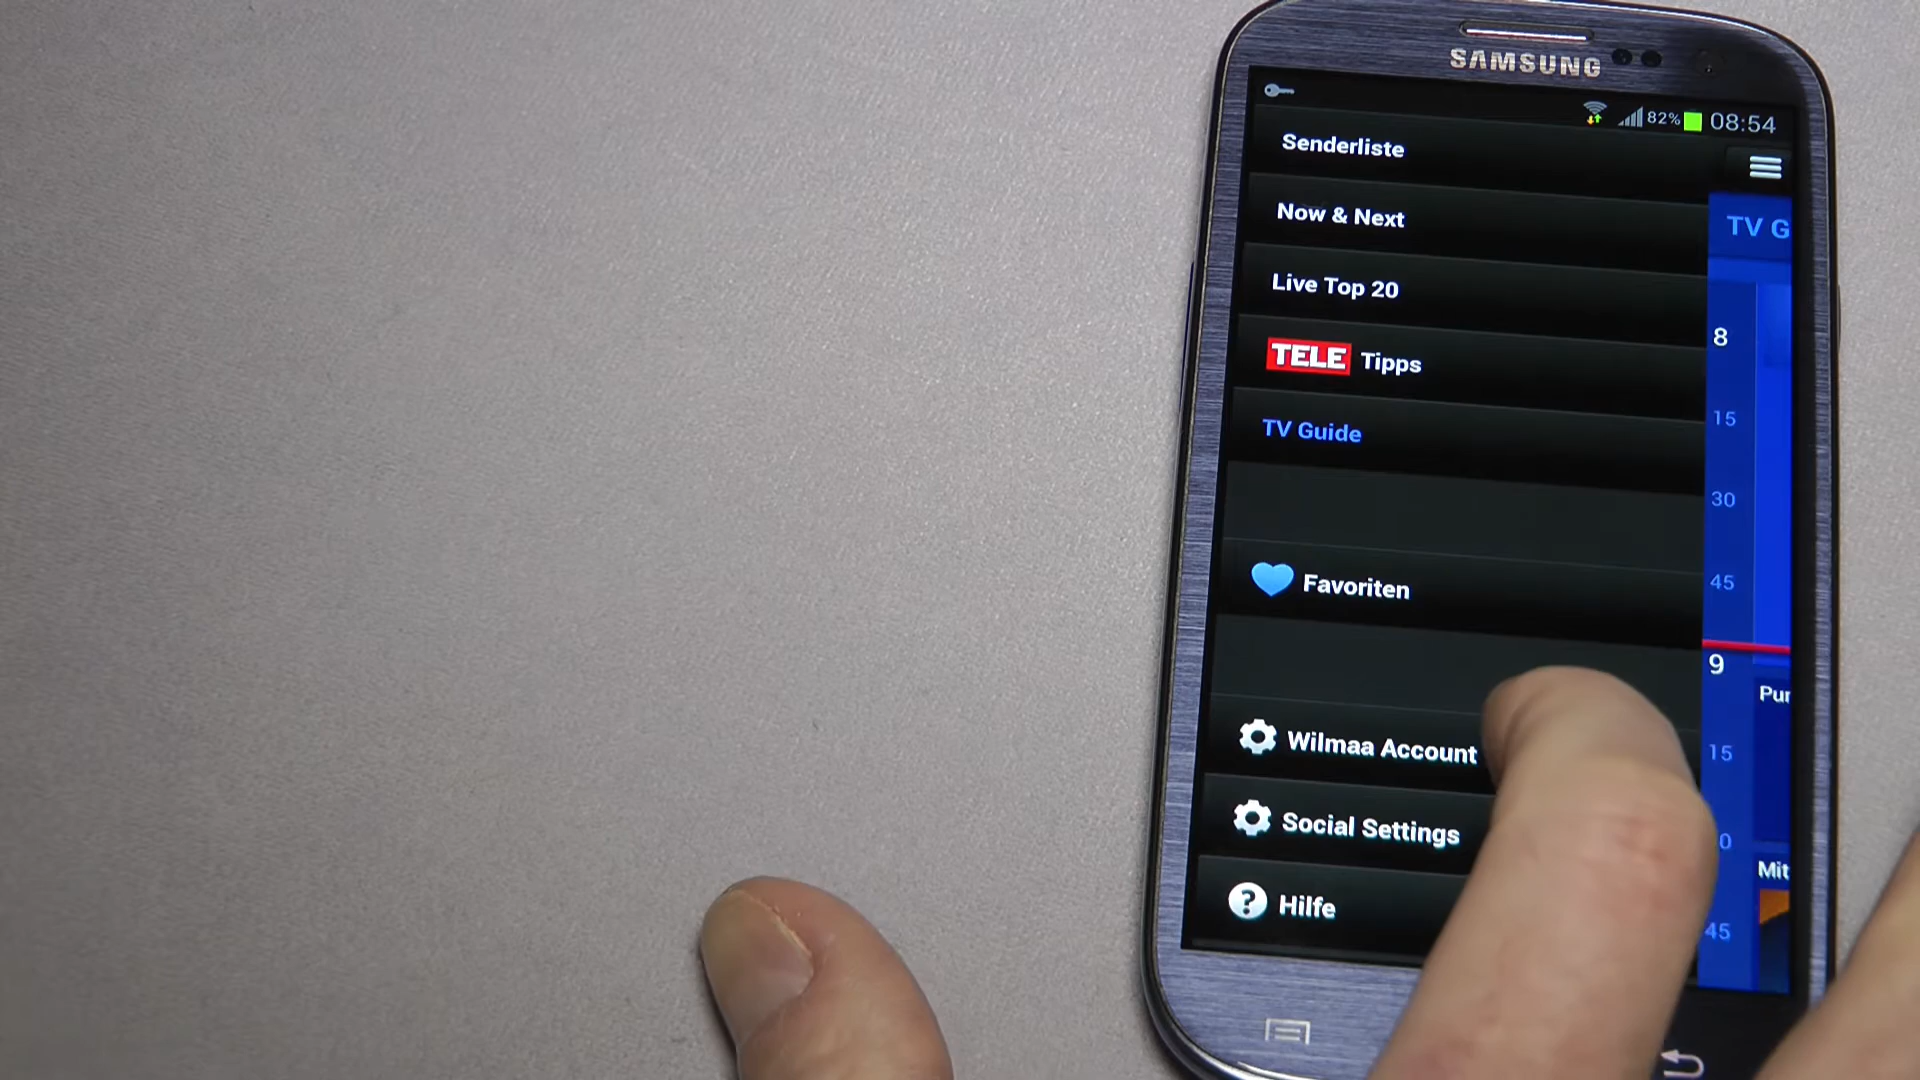 SAMSUNG
82% 08:54
Senderliste
Now & Next
Live Top 20
TELE Tipps
TV Guide
Favoriten
Wilmaa Account
Social Settings
? Hilfe
TV G
8
15
30
45
9
Pur
15
0
Mit
45